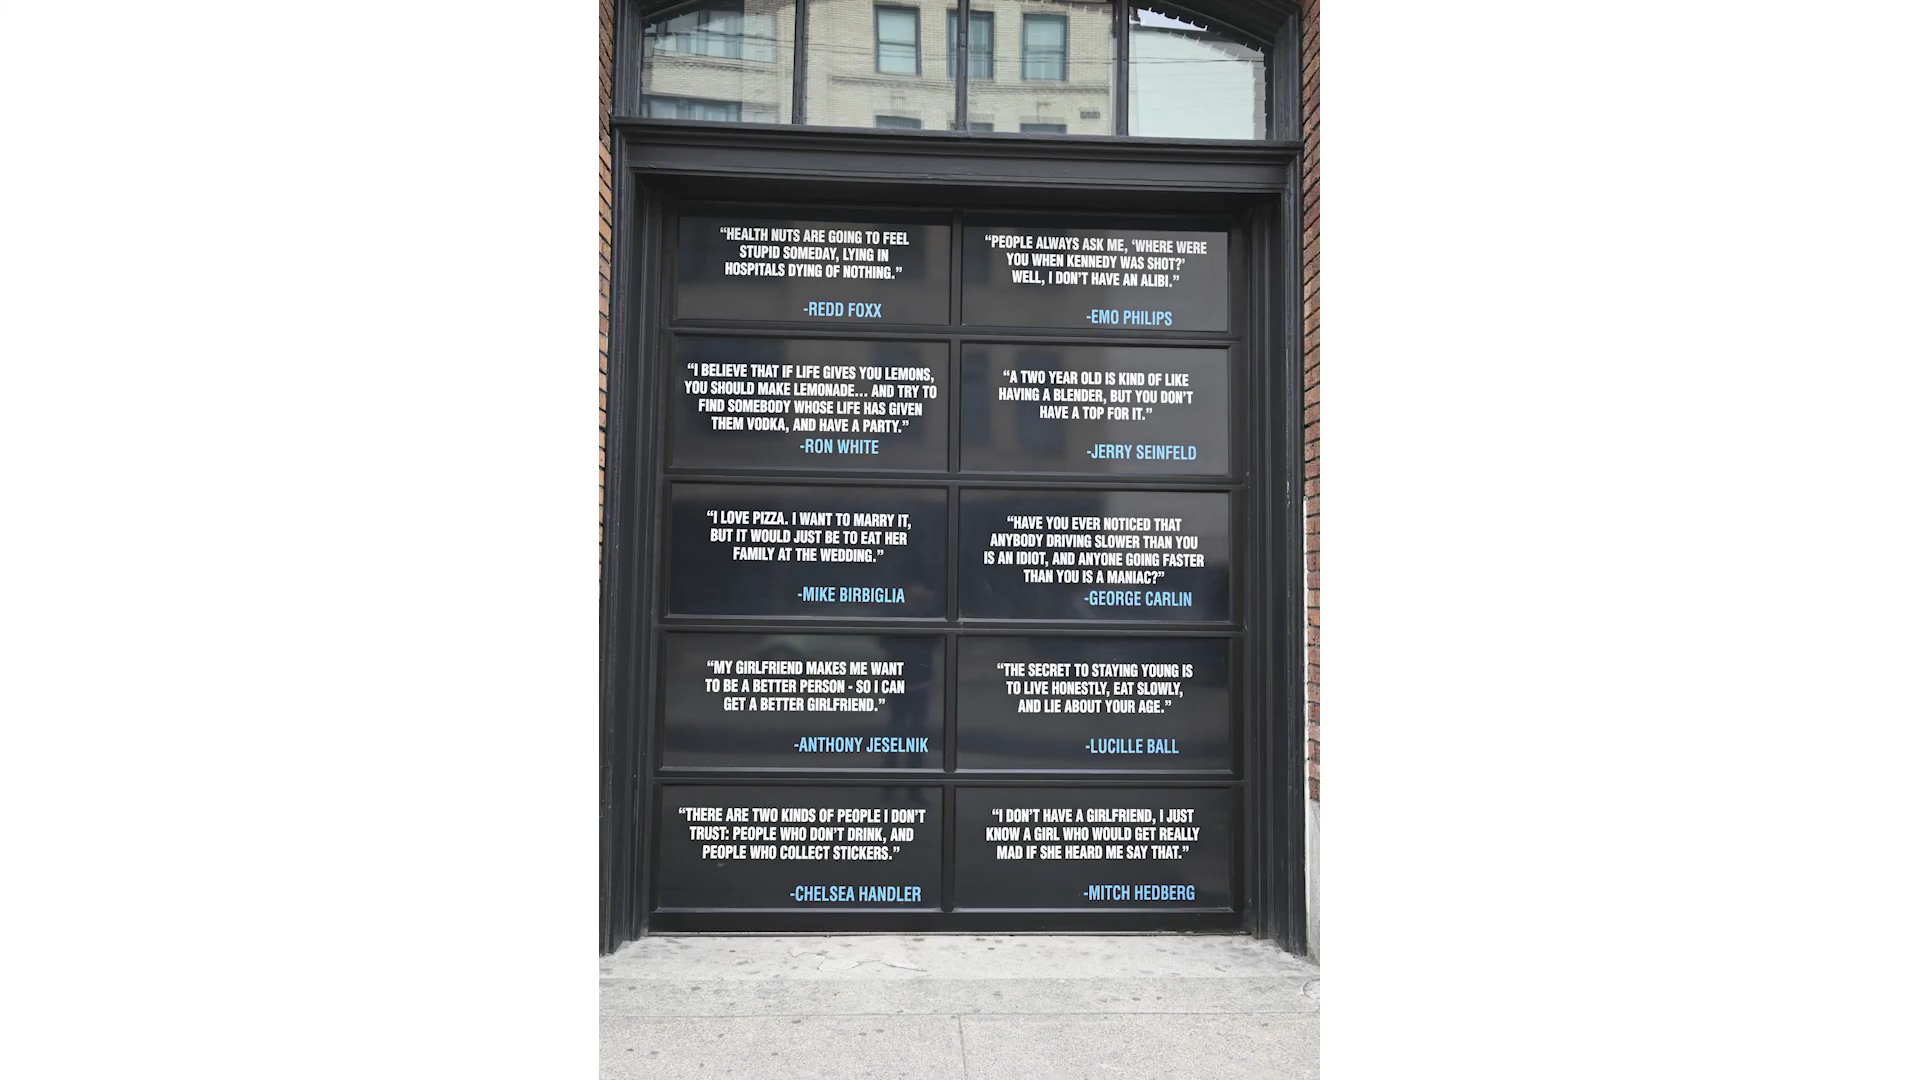 “HEALTH NUTS ARE GOING TO FEEL
STUPID SOMEDAY, LYING IN
HOSPITALS DYING OF NOTHING.”
-REDD FOXX
“PEOPLE ALWAYS ASK ME, ‘WHERE WERE
YOU WHEN KENNEDY WAS SHOT?’
WELL, I DON’T HAVE AN ALIBI.”
-EMO PHILIPS
“I BELIEVE THAT IF LIFE GIVES YOU LEMONS,
YOU SHOULD MAKE LEMONADE... AND TRY TO
FIND SOMEBODY WHOSE LIFE HAS GIVEN
THEM VODKA, AND HAVE A PARTY.”
-RON WHITE
“A TWO YEAR OLD IS KIND OF LIKE
HAVING A BLENDER, BUT YOU DON’T
HAVE A TOP FOR IT.”
-JERRY SEINFELD
“I LOVE PIZZA. I WANT TO MARRY IT,
BUT IT WOULD JUST BE TO EAT HER
FAMILY AT THE WEDDING.”
-MIKE BIRBIGLIA
“HAVE YOU EVER NOTICED THAT
ANYBODY DRIVING SLOWER THAN YOU
IS AN IDIOT, AND ANYONE GOING FASTER
THAN YOU IS A MANIAC?”
-GEORGE CARLIN
“MY GIRLFRIEND MAKES ME WANT
TO BE A BETTER PERSON - SO I CAN
GET A BETTER GIRLFRIEND.”
-ANTHONY JESELNIK
“THE SECRET TO STAYING YOUNG IS
TO LIVE HONESTLY, EAT SLOWLY,
AND LIE ABOUT YOUR AGE.”
-LUCILLE BALL
“THERE ARE TWO KINDS OF PEOPLE I DON’T
TRUST: PEOPLE WHO DON’T DRINK, AND
PEOPLE WHO COLLECT STICKERS.”
-CHELSEA HANDLER
“I DON’T HAVE A GIRLFRIEND, I JUST
KNOW A GIRL WHO WOULD GET REALLY
MAD IF SHE HEARD ME SAY THAT.”
-MITCH HEDBERG